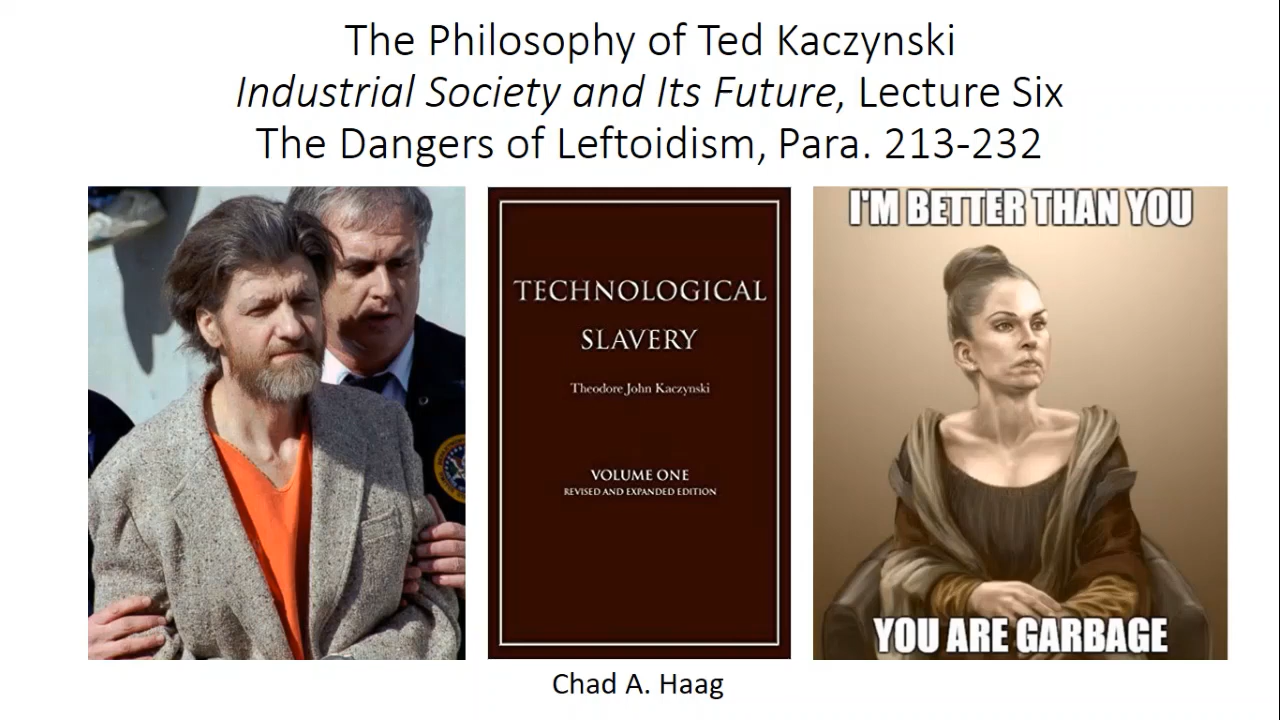 The Philosophy of Ted Kaczynski
Industrial Society and Its Future, Lecture Six
The Dangers of Leftoidism, Para. 213-232
TECHNOLOGICAL
SLAVERY
Theodore John Kaczynski
VOLUME ONE
REVISED AND EXPANDED EDITION
I'M BETTER THAN YOU
YOU ARE GARBAGE
Chad A. Haag